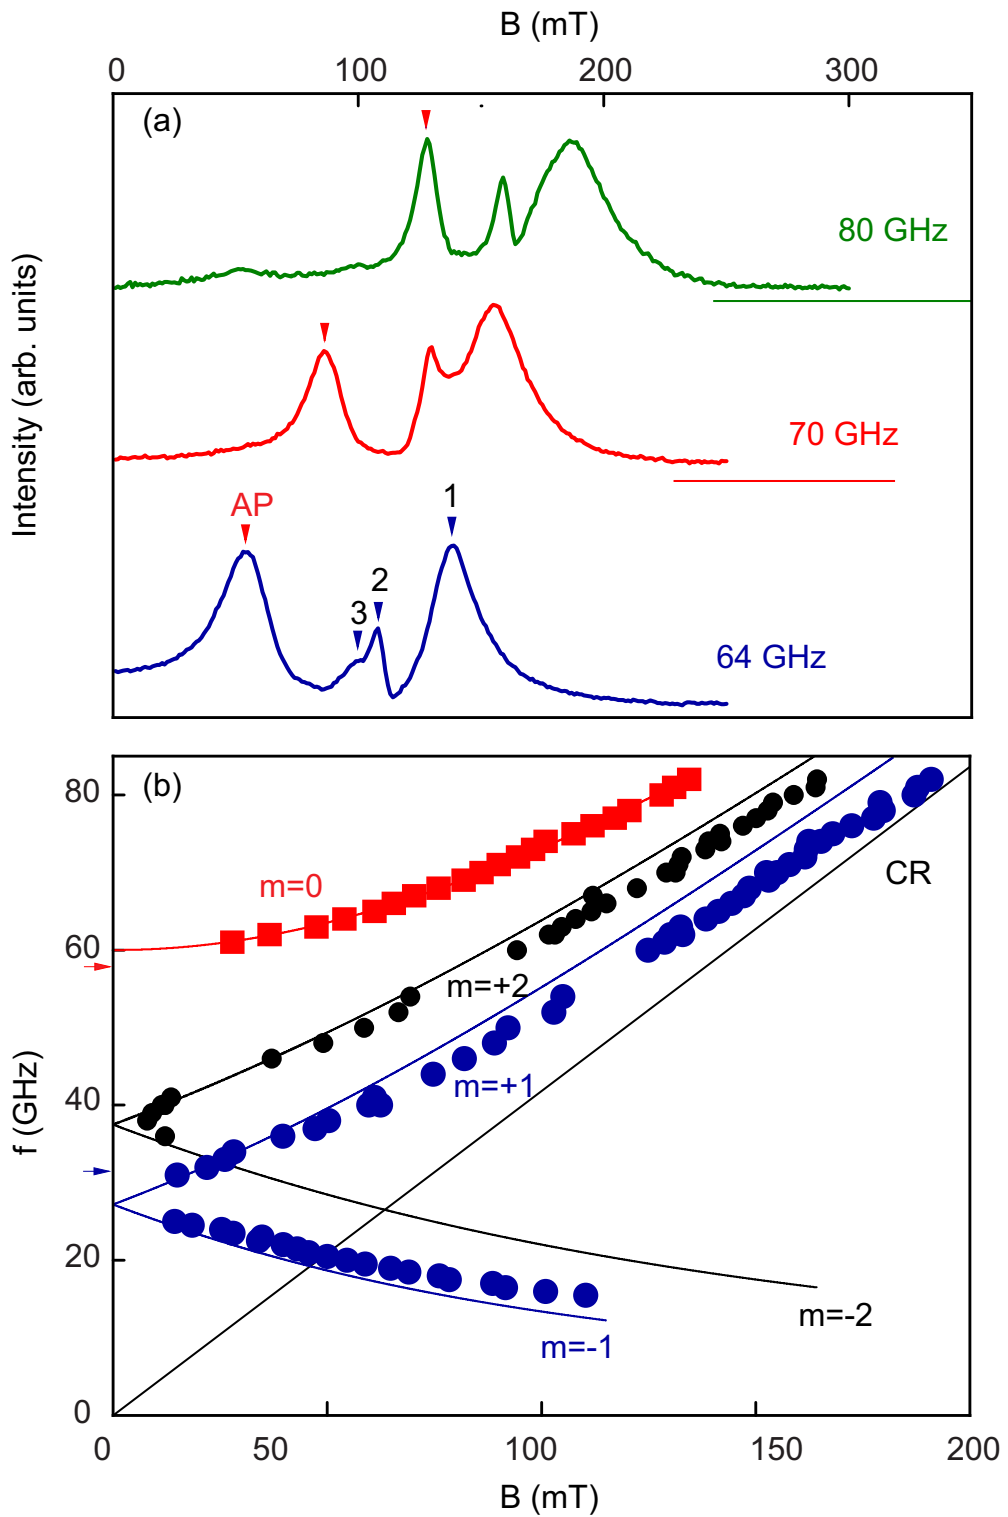 B (mT)
0 100 200 300
(a)
80 GHz
Intensity (arb. units)
70 GHz
AP 1
2
3
64 GHz
(b)
80
m=0
CR
60
m=+2
f (GHz)
m=+1
40
20
m=-2
m=-1
0
0 50 100 150 200
B (mT)